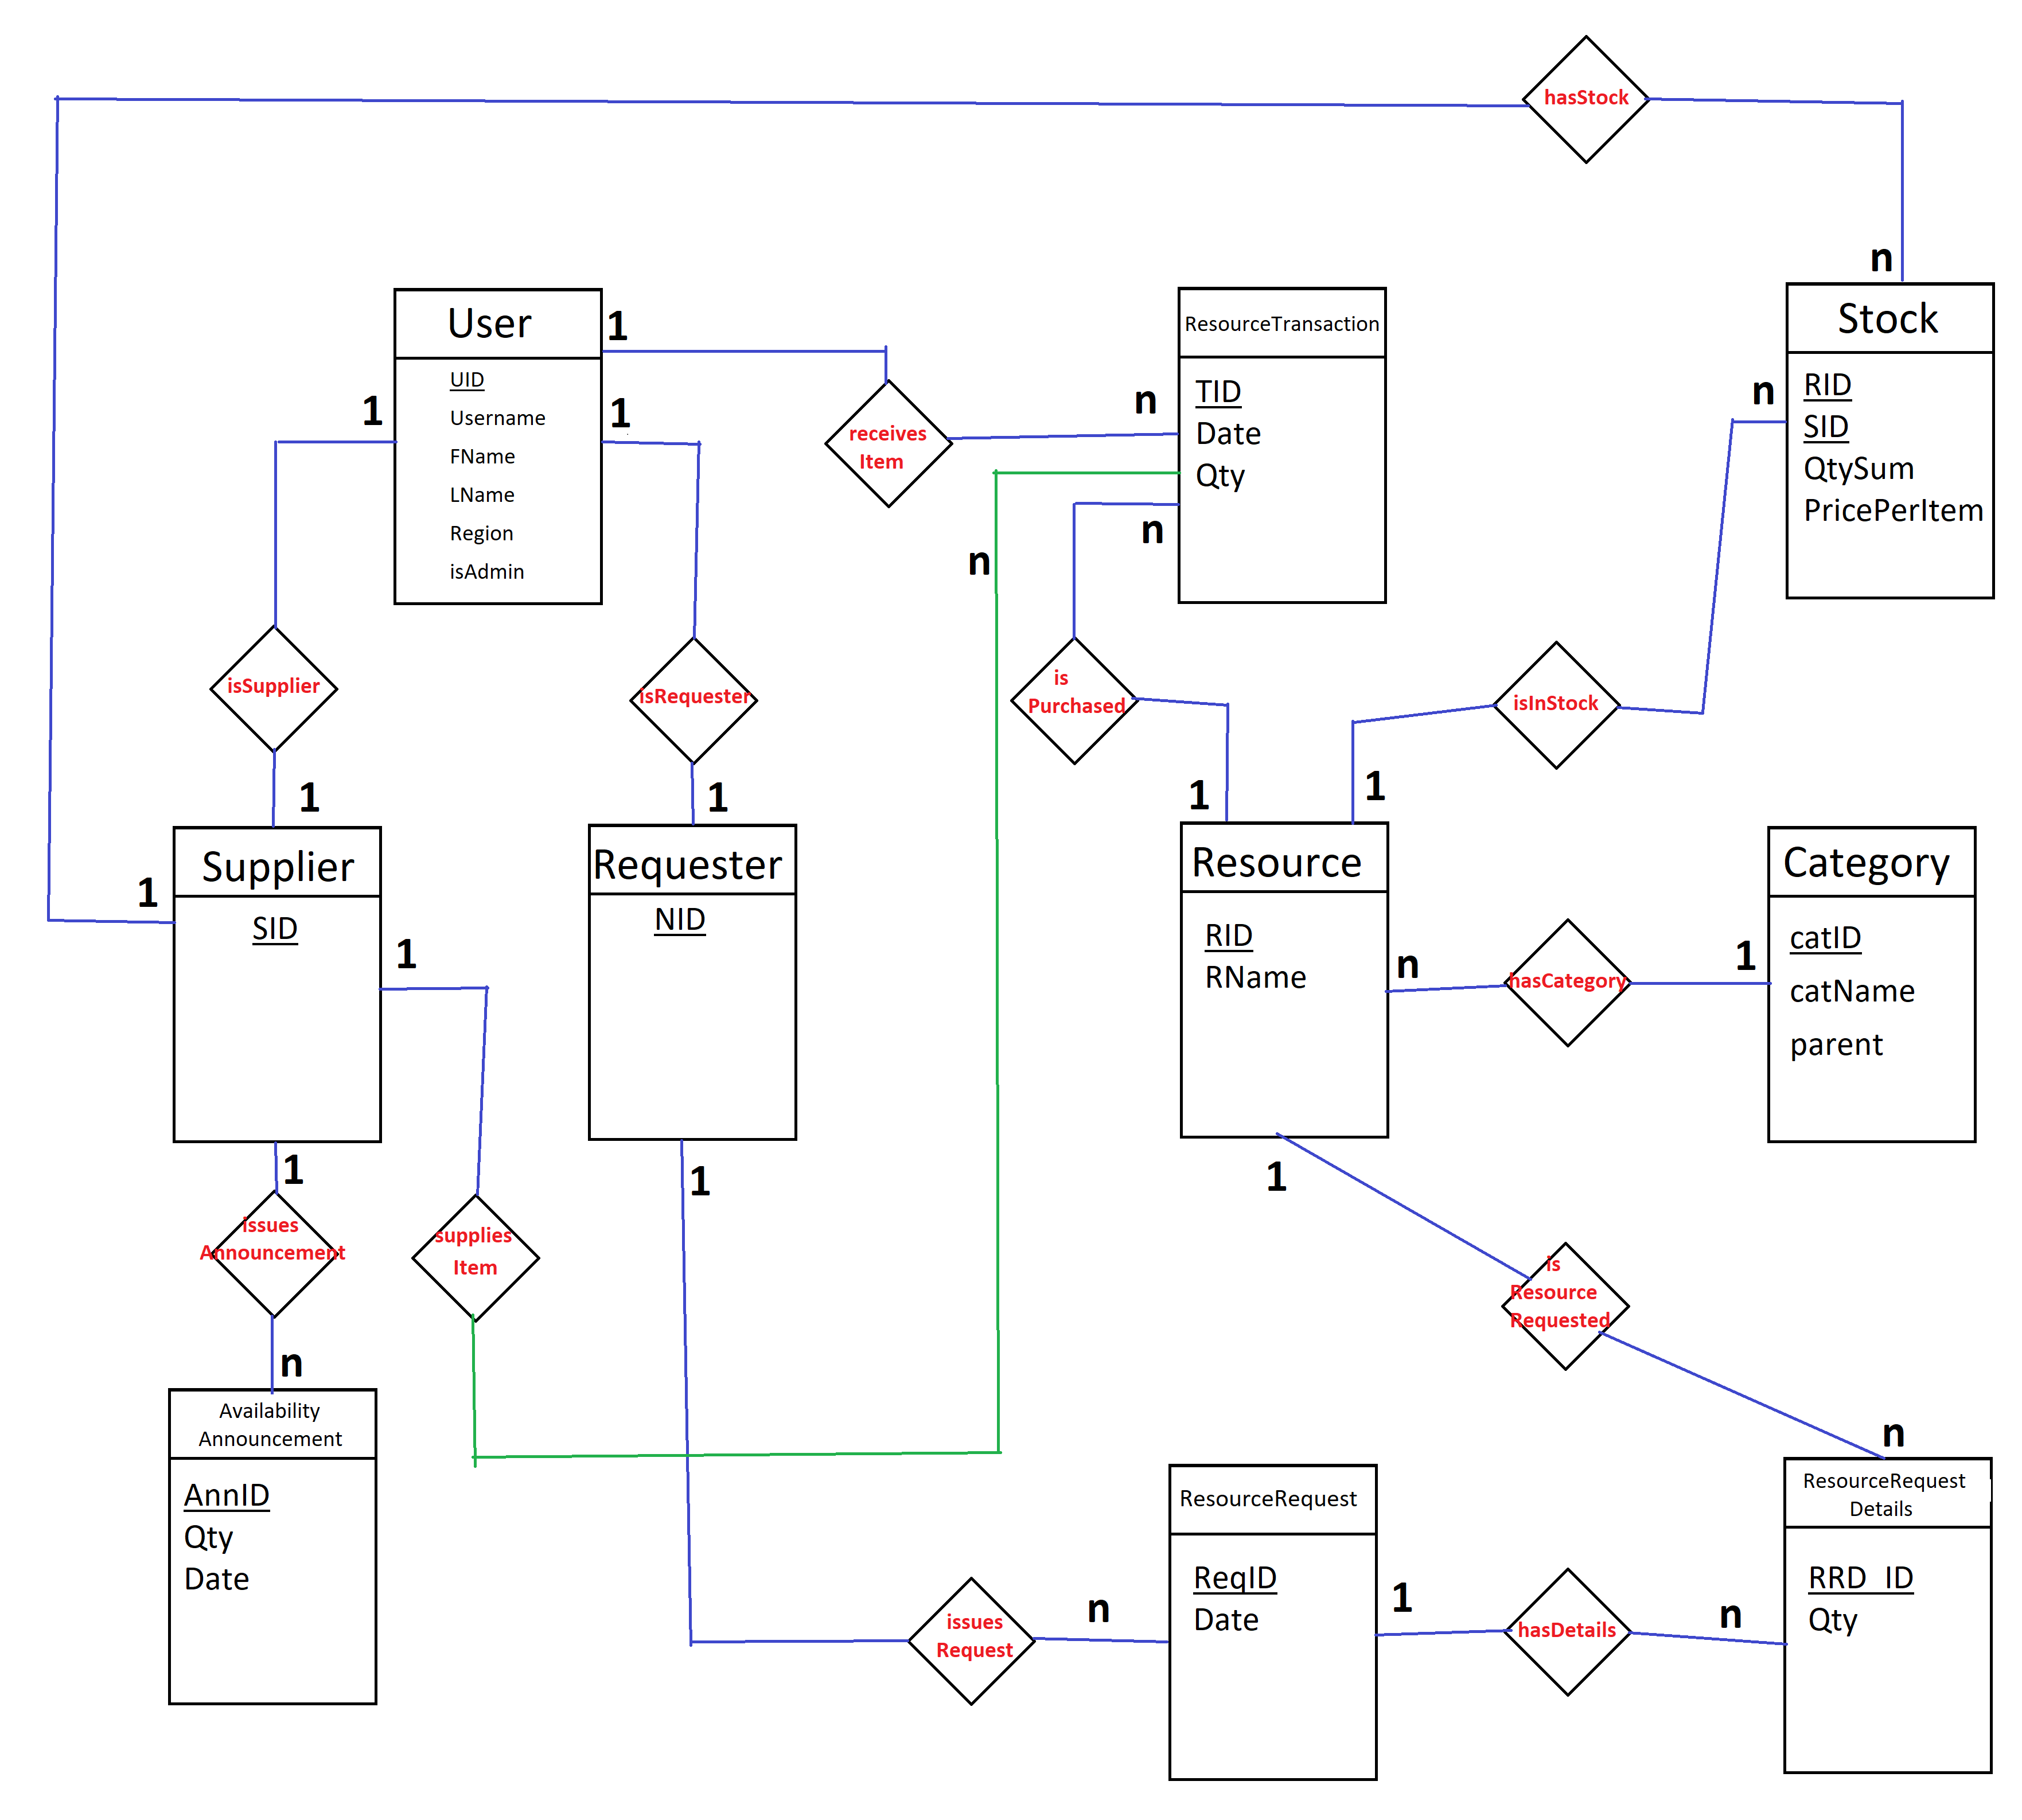 hasStock
n
User
UID
Username
FName
LName
Region
isAdmin
1
1
1
receives
Item
n
ResourceTransaction
TID
Date
Qty
n
n
Stock
RID
SID
QtySum
PricePerItem
n
isSupplier
1
isRequester
1
is
Purchased
1
isInStock
1
Supplier
SID
1
1
1
Requester
NID
1
Resource
RID
RName
n
1
hasCategory
1
Category
catID
catName
parent
issues
Announcement
n
supplies
Item
is
Resource
Requested
n
Availability
Announcement
AnnID
Qty
Date
issues
Request
n
ResourceRequest
ReqID
Date
1
hasDetails
n
ResourceRequest
Details
RRD_ID
Qty